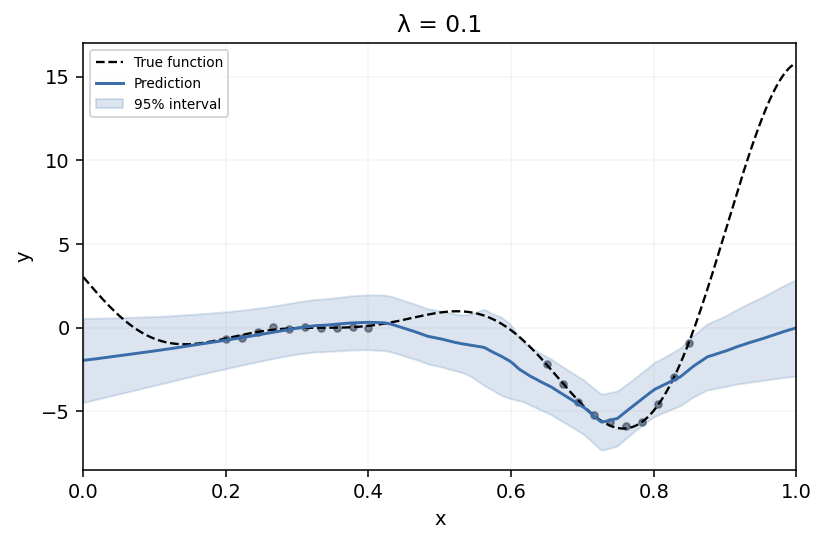 λ = 0.1
True function
Prediction
95% interval
15
10
5
0
−5
y
0.0 0.2 0.4 0.6 0.8 1.0
x